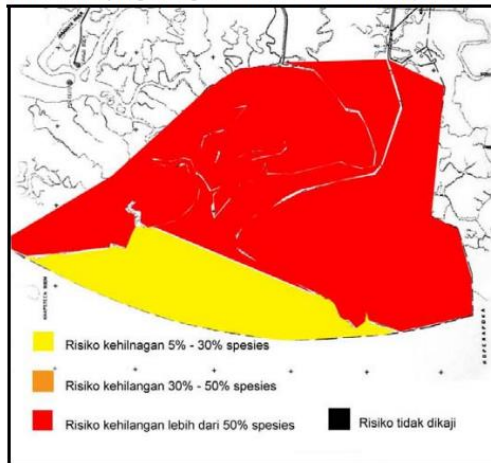 Risiko kehilnagan 5% - 30% spesies
Risiko kehilangan 30% - 50% spesies
Risiko kehilangan lebih dari 50% spesies
Risiko tidak dikaji